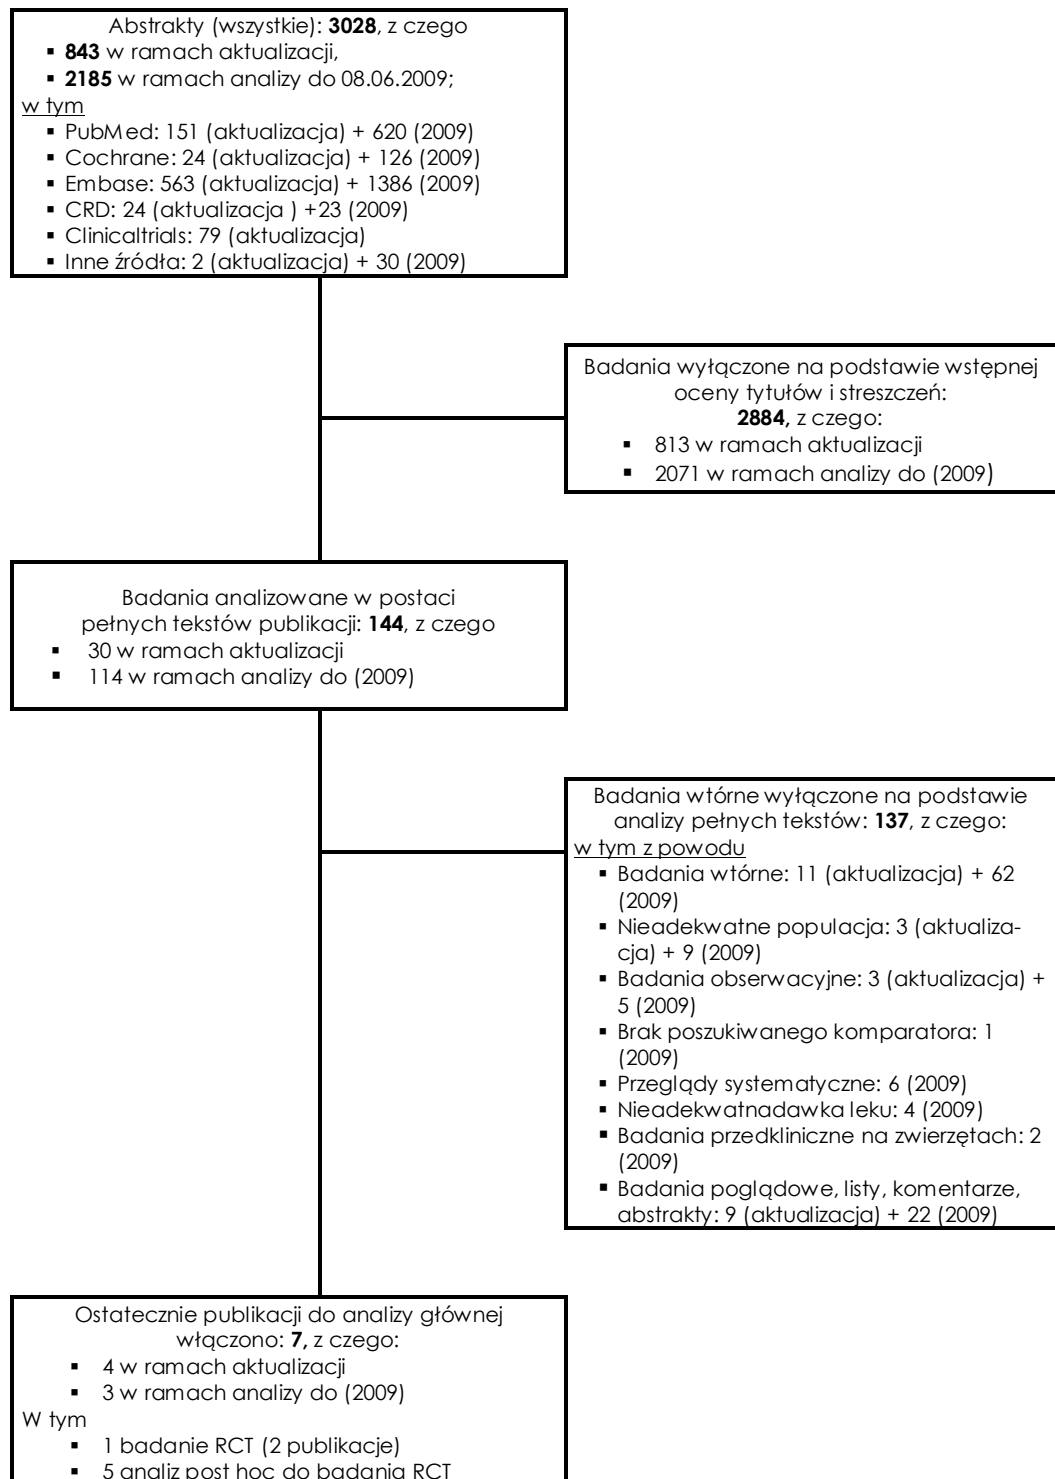 Abstrakty (wszystkie): 3028, z czego
▪ 843 w ramach aktualizacji,
▪ 2185 w ramach analizy do 08.06.2009;
w tym
▪ PubMed: 151 (aktualizacja) + 620 (2009)
▪ Cochrane: 24 (aktualizacja) + 126 (2009)
▪ Embase: 563 (aktualizacja) + 1386 (2009)
▪ CRD: 24 (aktualizacja ) +23 (2009)
▪ Clinicaltrials: 79 (aktualizacja)
▪ Inne źródła: 2 (aktualizacja) + 30 (2009)
Badania wyłączone na podstawie wstępnej
oceny tytułów i streszczeń:
2884, z czego:
▪ 813 w ramach aktualizacji
▪ 2071 w ramach analizy do (2009)
Badania analizowane w postaci
pełnych tekstów publikacji: 144, z czego
▪ 30 w ramach aktualizacji
▪ 114 w ramach analizy do (2009)
Badania wtórne wyłączone na podstawie
analizy pełnych tekstów: 137, z czego:
w tym z powodu
▪ Badania wtórne: 11 (aktualizacja) + 62
(2009)
▪ Nieadekwatne populacja: 3 (aktualiza-
cja) + 9 (2009)
▪ Badania obserwacyjne: 3 (aktualizacja) +
5 (2009)
▪ Brak poszukiwanego komparatora: 1
(2009)
▪ Przeglądy systematyczne: 6 (2009)
▪ Nieadekwatnadawka leku: 4 (2009)
▪ Badania przedkliniczne na zwierzętach: 2
(2009)
▪ Badania poglądowe, listy, komentarze,
abstrakty: 9 (aktualizacja) + 22 (2009)
Ostatecznie publikacji do analizy głównej
włączono: 7, z czego:
▪ 4 w ramach aktualizacji
▪ 3 w ramach analizy do (2009)
W tym
▪ 1 badanie RCT (2 publikacje)
▪ 5 analiz post hoc do badania RCT